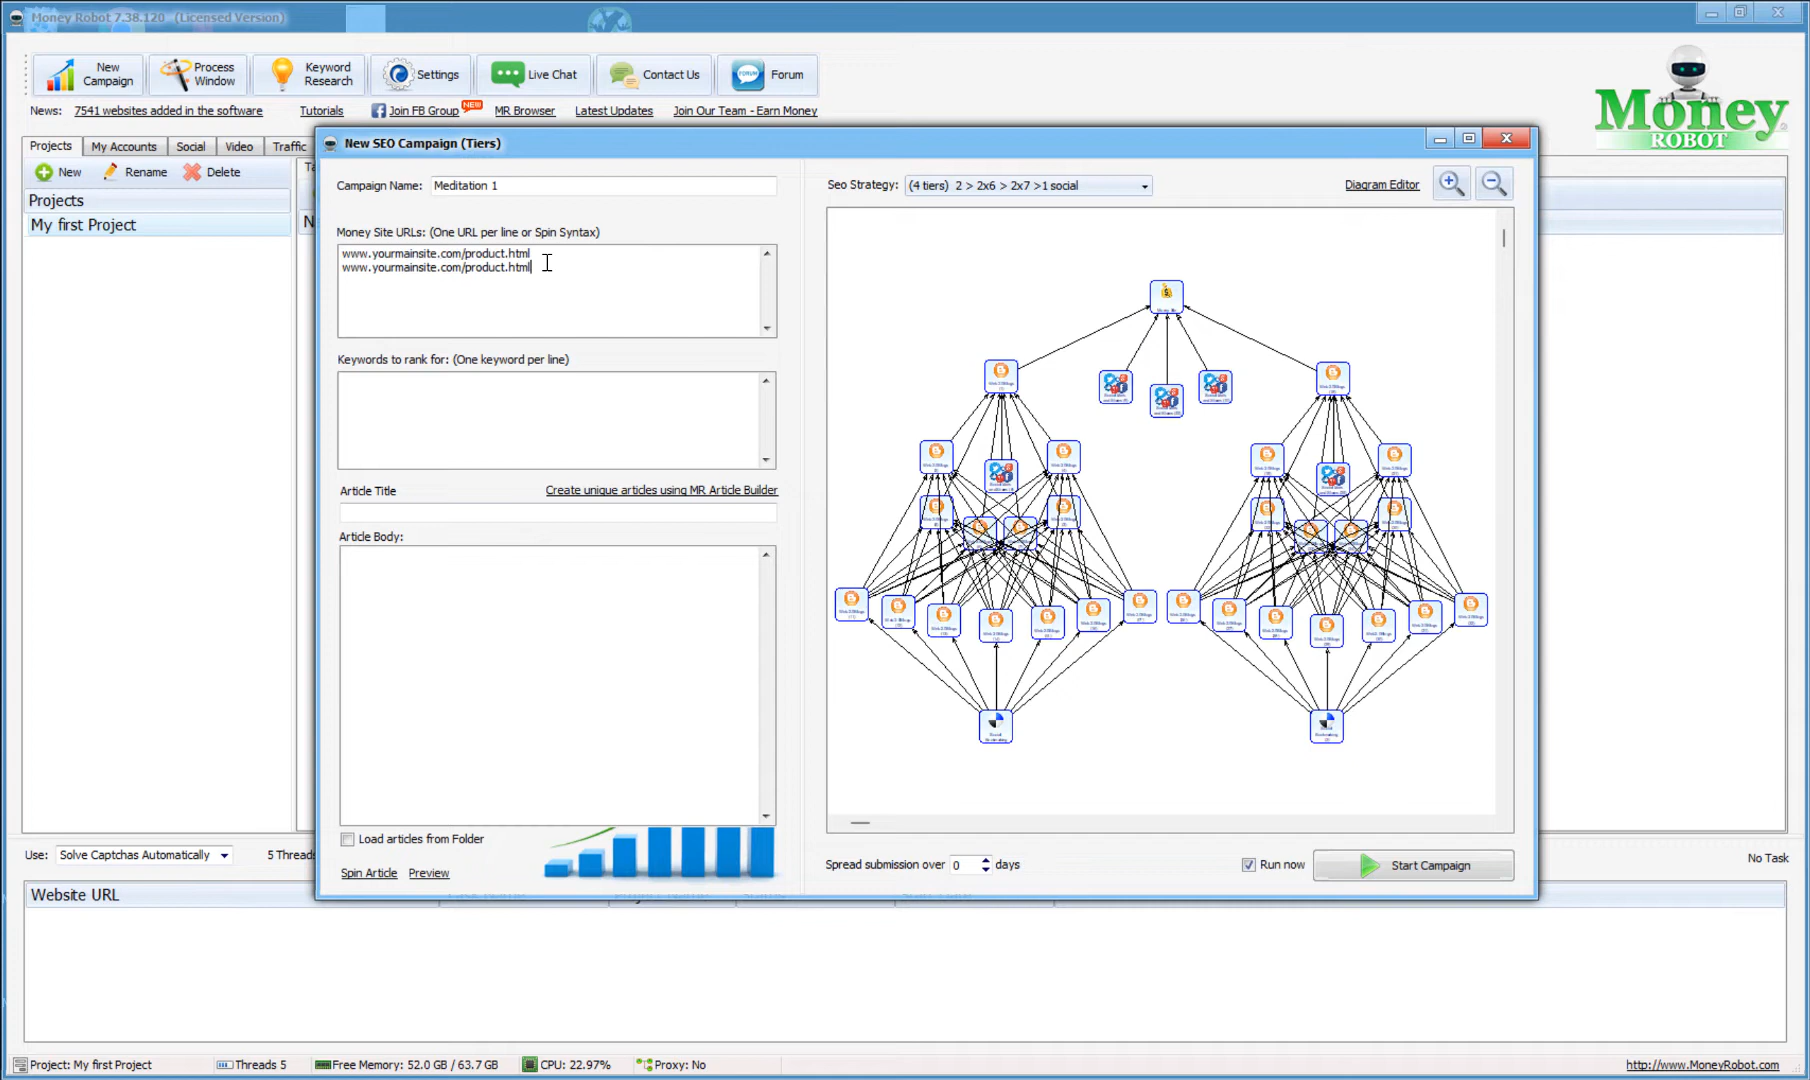 Money Robot 7.38.120 (Licensed Version)
New Campaign
Process Window
Keyword Research
Settings
Live Chat
Contact Us
FORUM
Forum
Money
ROBOT
News: 7541 websites added in the software
Tutorials
Join FB Group NEW
MR Browser
Latest Updates
Join Our Team - Earn Money
Projects
My Accounts
Social
Video
Traffic
New SEO Campaign (Tiers)
New
Rename
Delete
Projects
My first Project
Campaign Name: Meditation 1
Money Site URLs: (One URL per line or Spin Syntax)
www.yourmainsite.com/product.html
www.yourmainsite.com/product.html
Keywords to rank for: (One keyword per line)
Article Title
Create unique articles using MR Article Builder
Article Body:
Load articles from Folder
Spin Article
Preview
Seo Strategy: (4 tiers) 2 > 2x6 > 2x7 >1 social
Diagram Editor
Spread submission over 0 days
Run now
Start Campaign
Use: Solve Captchas Automatically
5 Threads
No Task
Website URL
Project: My first Project
Threads 5
Free Memory: 52.0 GB / 63.7 GB
CPU: 22.97%
Proxy: No
http://www.MoneyRobot.com